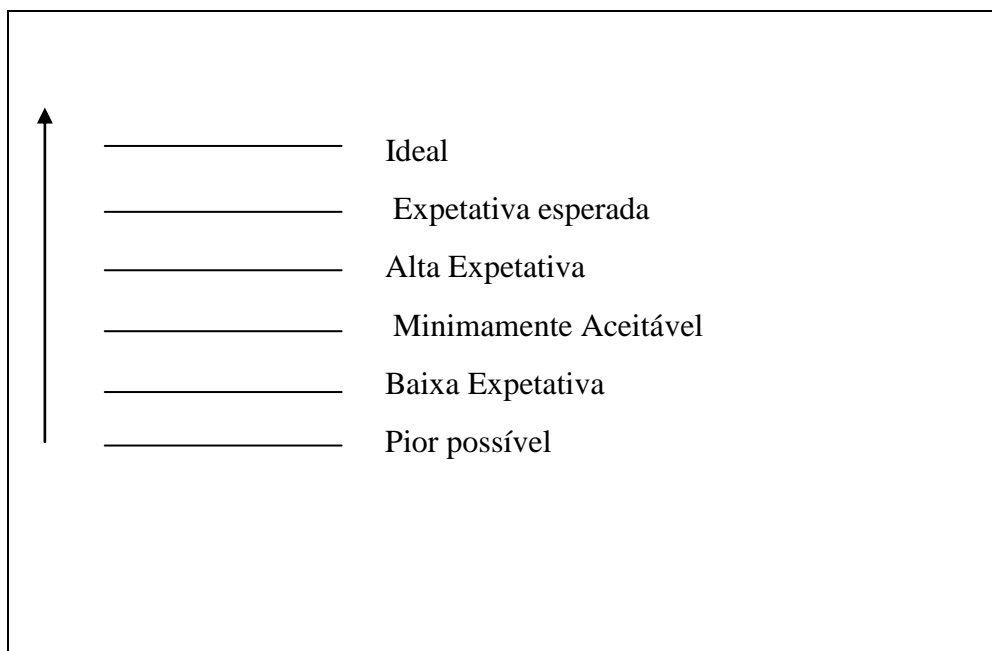 Ideal
Expetativa esperada
Alta Expetativa
Minimamente Aceitável
Baixa Expetativa
Pior possível